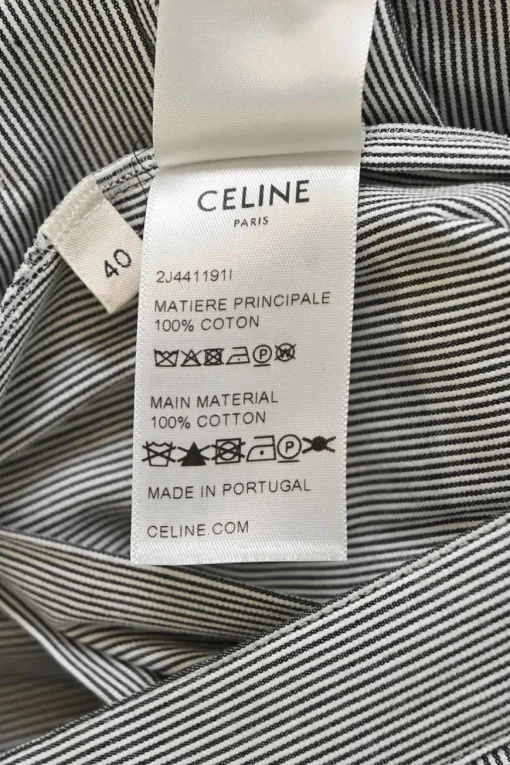 CELINE
PARIS
40
2J441191I
MATIERE PRINCIPALE
100% COTON
P
W
MAIN MATERIAL
100% COTTON
P
MADE IN PORTUGAL
CELINE.COM